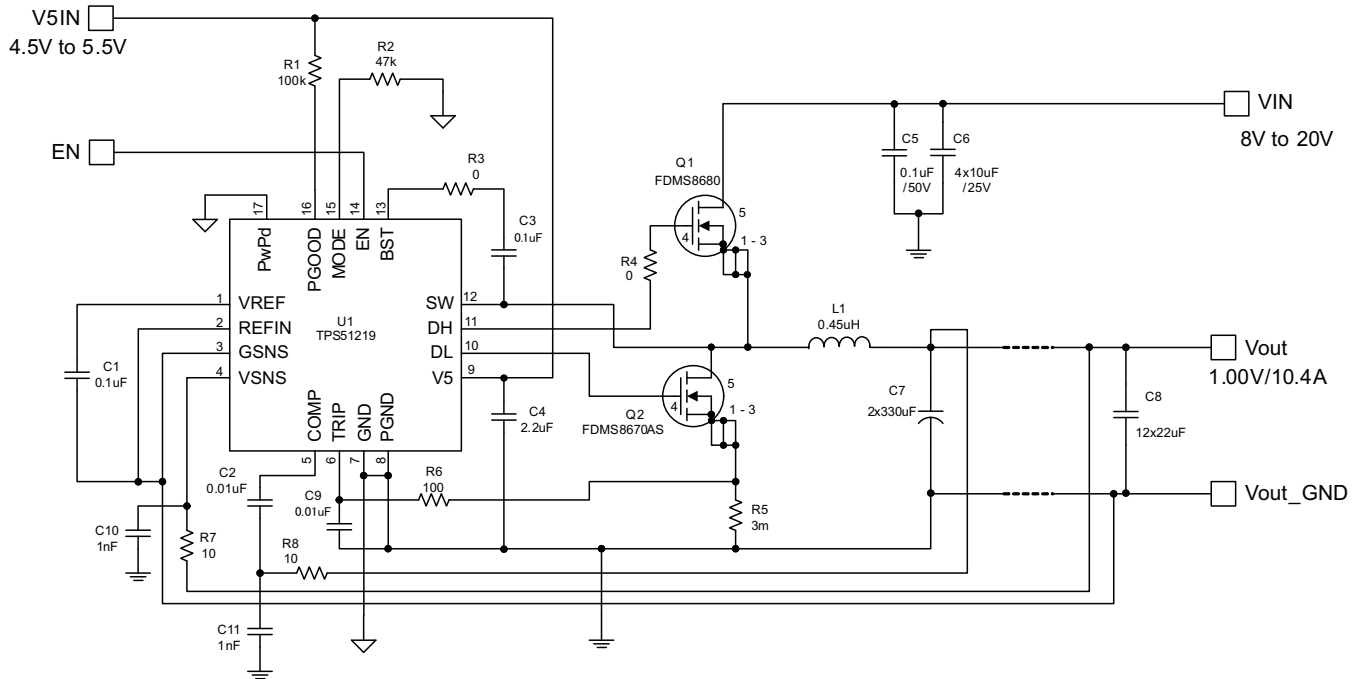 V5IN
4.5V to 5.5V
R1
100k
R2
47k
EN
VIN
8V to 20V
C5
0.1uF
/50V
C6
4x10uF
/25V
R3
0
Q1
FDMS8680
5
4
1 - 3
C3
0.1uF
R4
0
17
16
15
14
13
PwPd
PGOOD
MODE
EN
BST
1
VREF
2
REFIN
3
GSNS
4
VSNS
U1
TPS51219
SW
12
DH
11
DL
10
V5
9
COMP
TRIP
GND
PGND
5
6
7
8
C1
0.1uF
L1
0.45uH
Vout
1.00V/10.4A
C7
2x330uF
C8
12x22uF
Vout_GND
5
4
1 - 3
Q2
FDMS8670AS
C4
2.2uF
C2
0.01uF
C9
0.01uF
R6
100
R5
3m
C10
1nF
R7
10
R8
10
C11
1nF